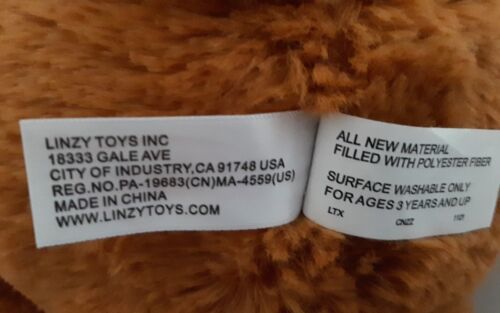 LINZY TOYS INC
18333 GALE AVE
CITY OF INDUSTRY,CA 91748 USA
REG.NO.PA-19683(CN)MA-4559(US)
MADE IN CHINA
WWW.LINZYTOYS.COM
ALL NEW MATERIAL
FILLED WITH POLYESTER FIBER
SURFACE WASHABLE ONLY
FOR AGES 3 YEARS AND UP
LTX CNZZ 1121